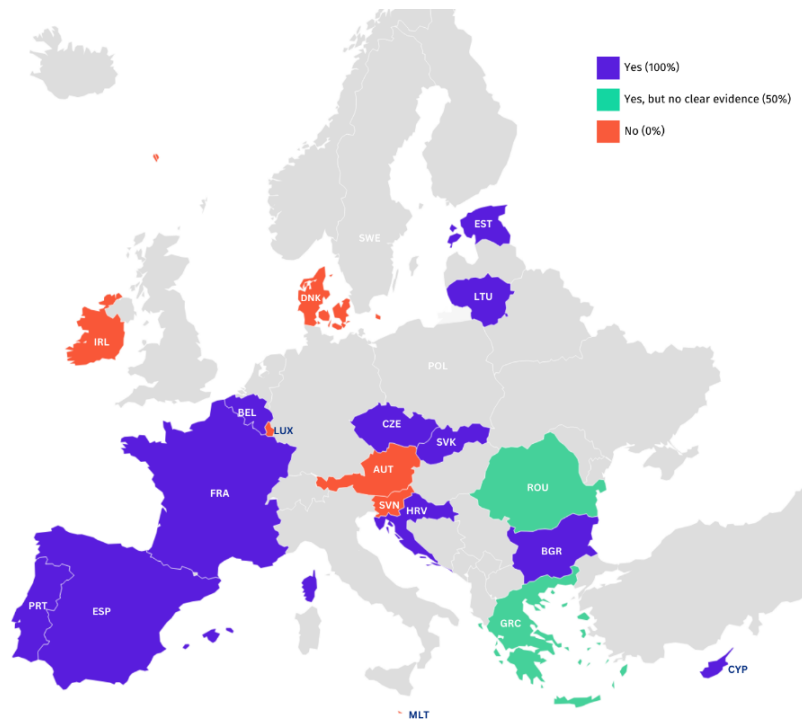 Yes (100%)
Yes, but no clear evidence (50%)
No (0%)
EST
SWE
LTU
DNK
IRL
POL
BEL
LUX
CZE
SVK
AUT
FRA
ROU
SVN
HRV
BGR
PRT
ESP
GRC
CYP
MLT